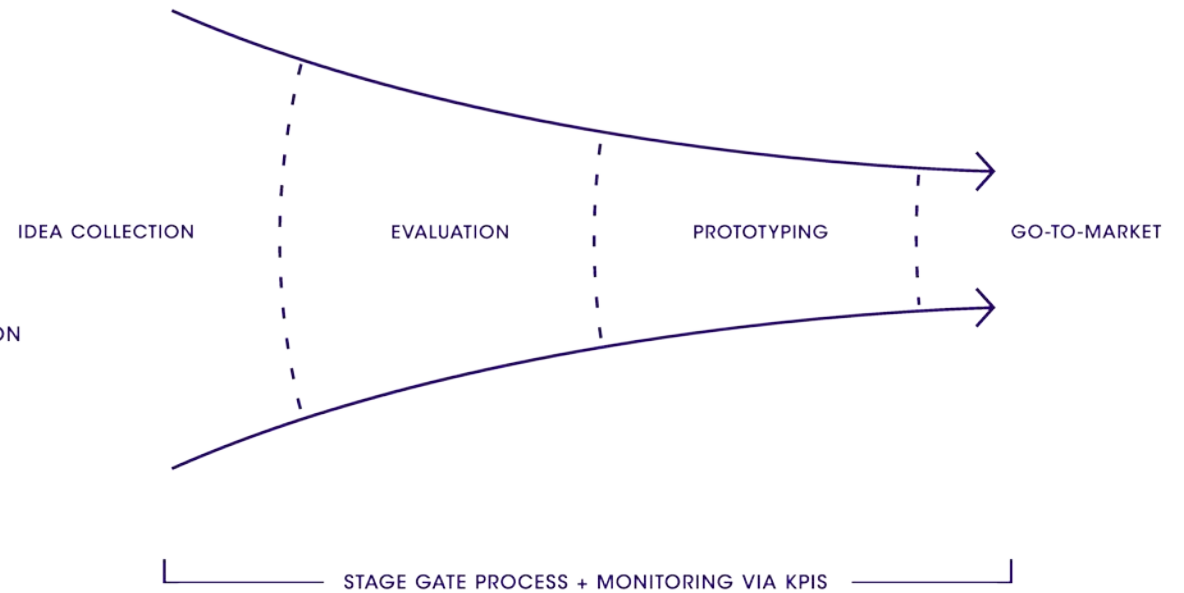 IDEA COLLECTION
EVALUATION
PROTOTYPING
GO-TO-MARKET
ON
STAGE GATE PROCESS + MONITORING VIA KPIS